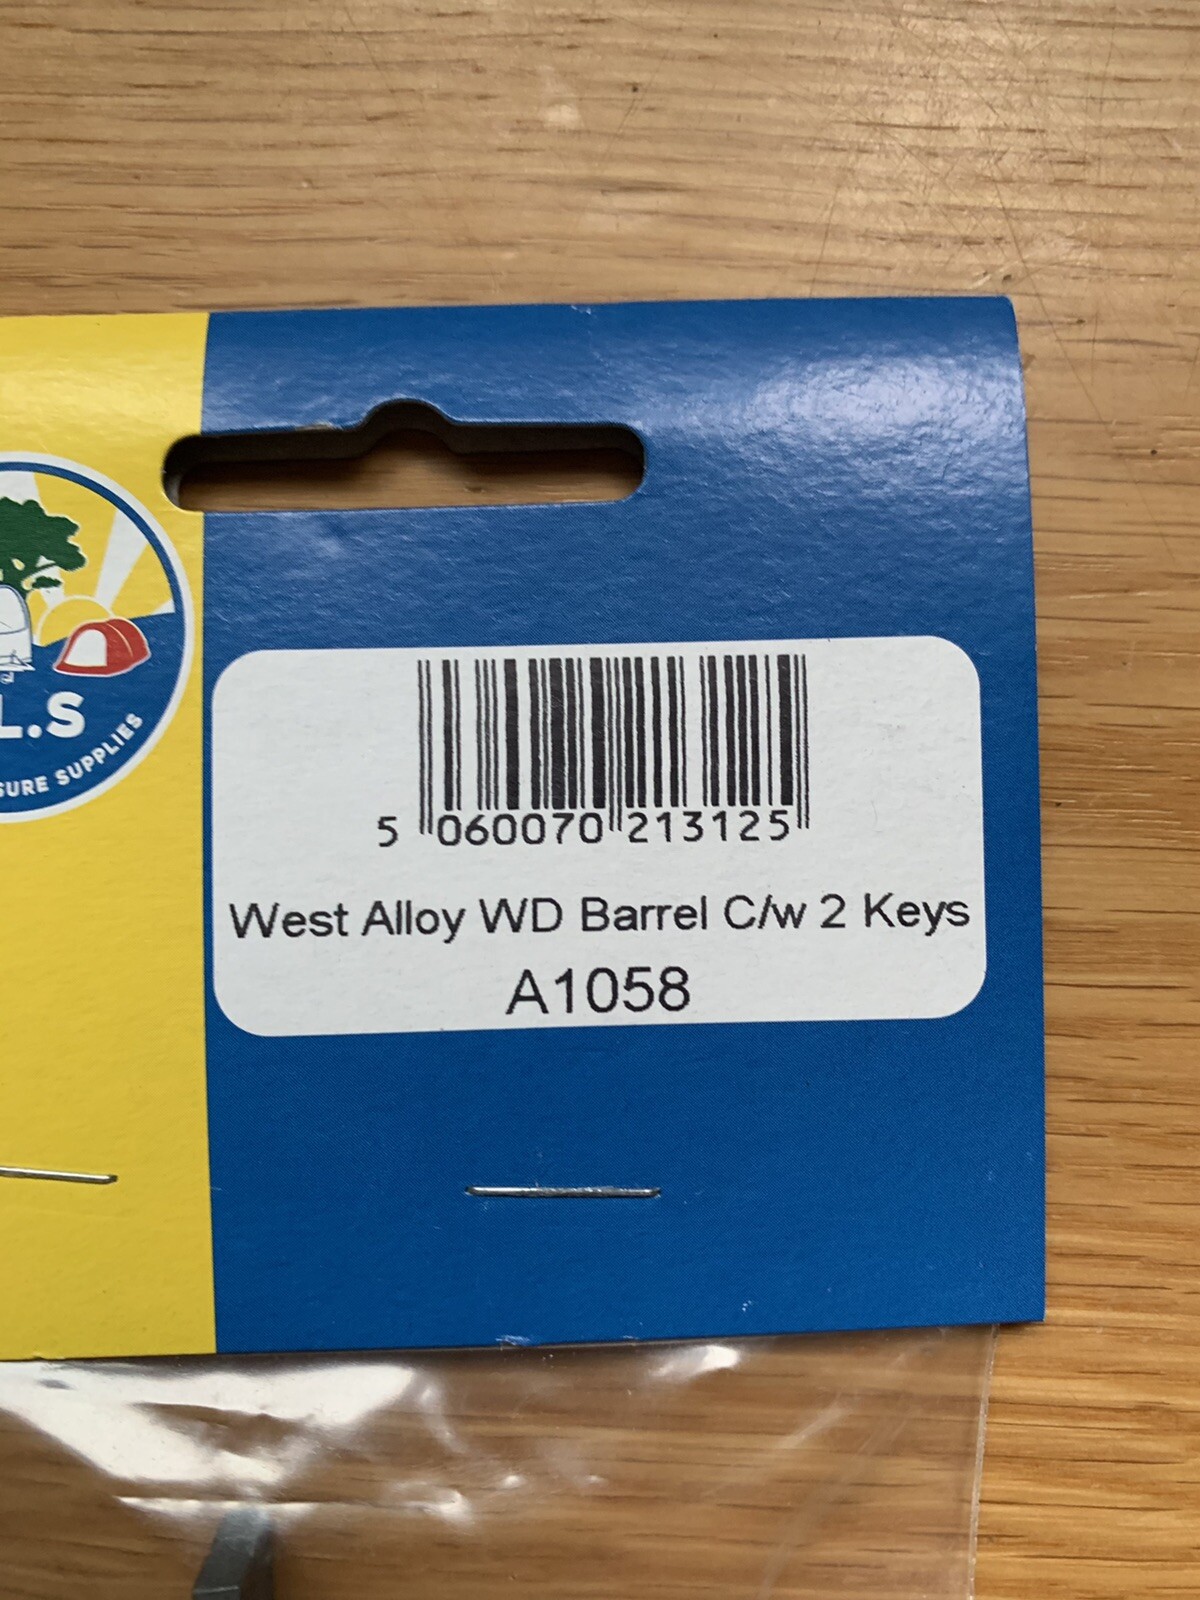 L.S
SURE SUPPLIES
5 060070 213125
West Alloy WD Barrel C/w 2 Keys
A1058